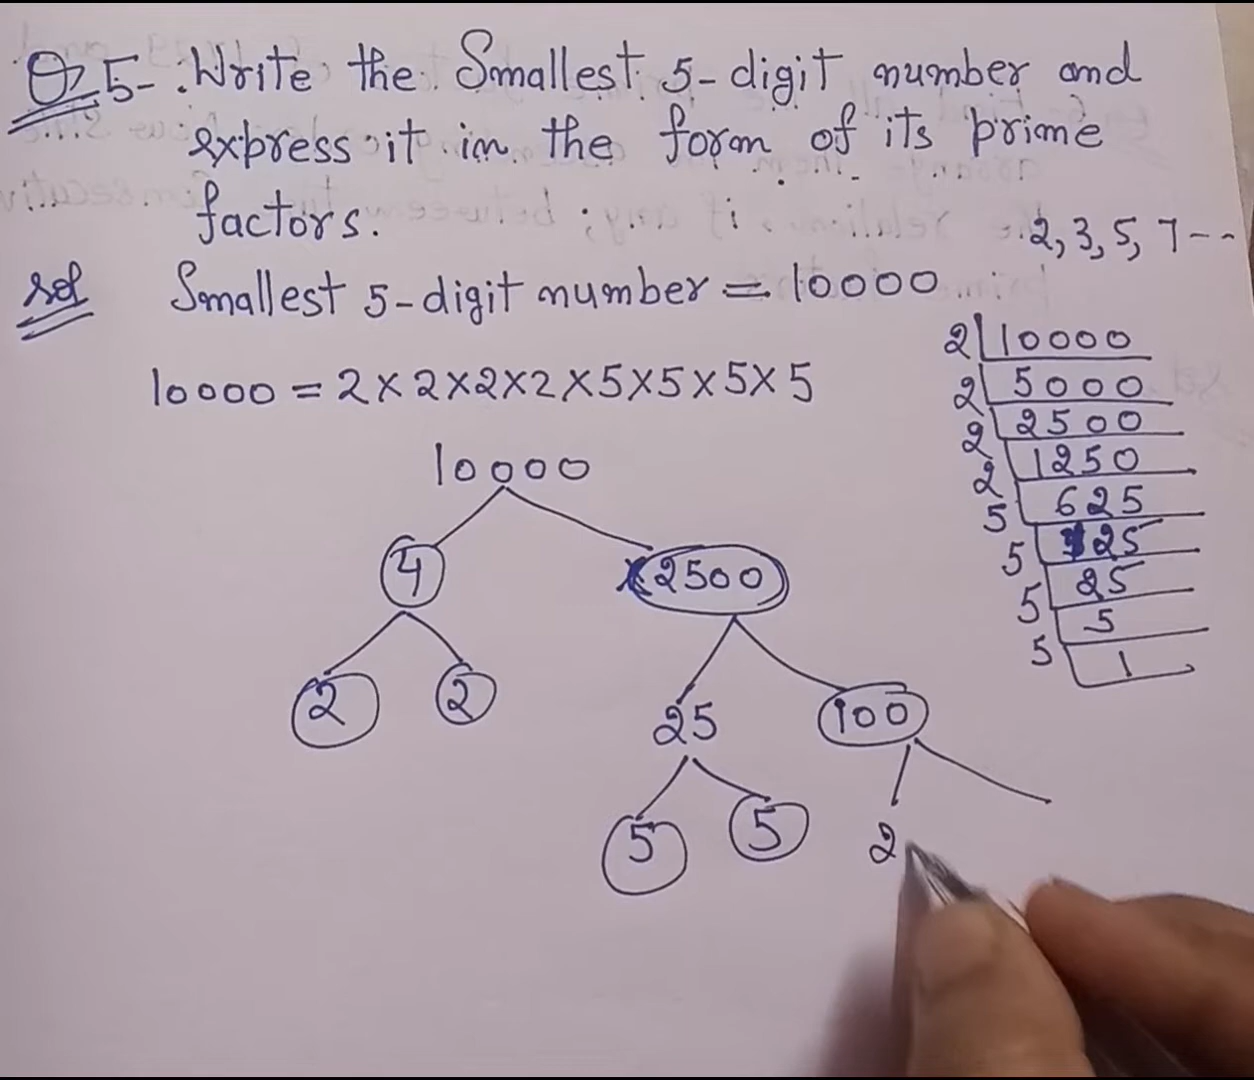 Q5- Write the Smallest 5-digit number and
express it in the form of its prime
factors.
2, 3, 5, 7--
Sol Smallest 5-digit number = 10000
10000 = 2×2×2×2×5×5×5×5
2 10000
2 5000
2 2500
2 1250
5 625
5 125
5 25
5 5
1
10000
4 2500
2 2 25 100
5 5 2